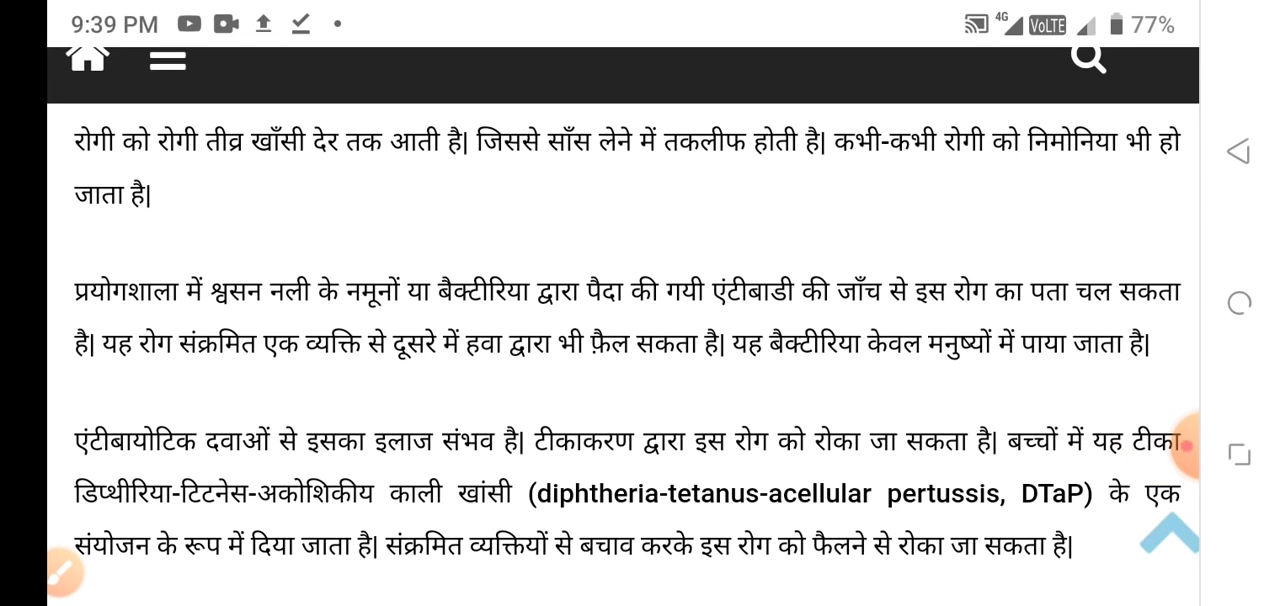 9:39 PM 4G VoLTE 77%
रोगी को रोगी तीव्र खाँसी देर तक आती है| जिससे साँस लेने में तकलीफ होती है| कभी-कभी रोगी को निमोनिया भी हो
जाता है|
प्रयोगशाला में श्वसन नली के नमूनों या बैक्टीरिया द्वारा पैदा की गयी एंटीबाडी की जाँच से इस रोग का पता चल सकता
है| यह रोग संक्रमित एक व्यक्ति से दूसरे में हवा द्वारा भी फ़ैल सकता है| यह बैक्टीरिया केवल मनुष्यों में पाया जाता है|
एंटीबायोटिक दवाओं से इसका इलाज संभव है| टीकाकरण द्वारा इस रोग को रोका जा सकता है| बच्चों में यह टीका
डिप्थीरिया-टिटनेस-अकोशिकीय काली खांसी (diphtheria-tetanus-acellular pertussis, DTaP) के एक
संयोजन के रूप में दिया जाता है| संक्रमित व्यक्तियों से बचाव करके इस रोग को फैलने से रोका जा सकता है|